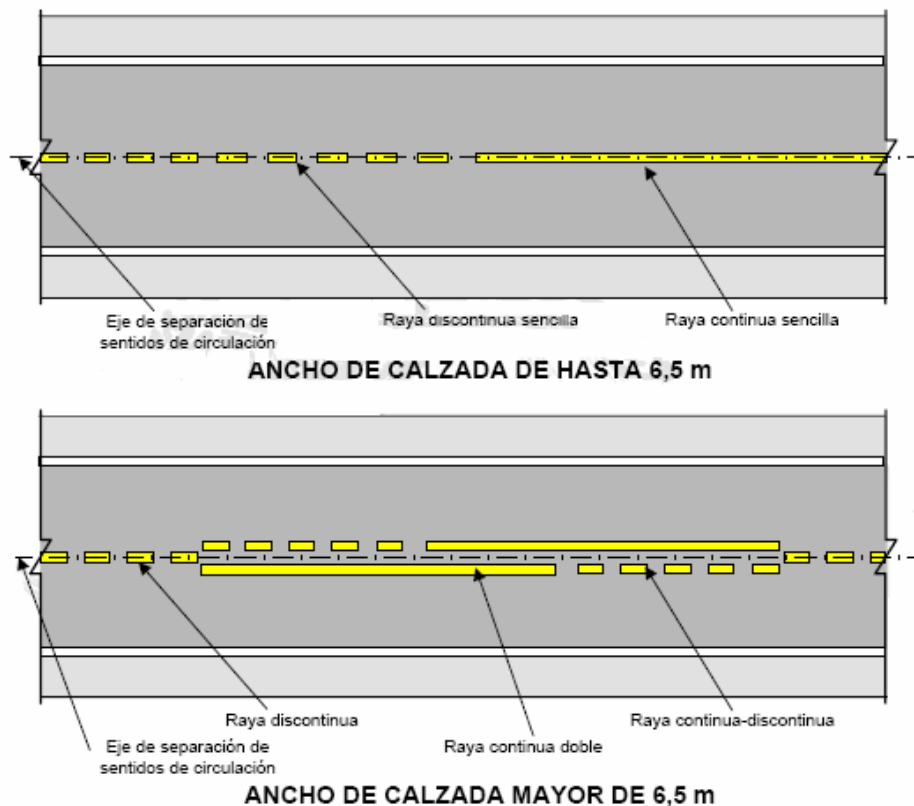 Eje de separación de
sentidos de circulación
Raya discontinua sencilla
Raya continua sencilla
ANCHO DE CALZADA DE HASTA 6,5 m
Raya discontinua
Raya continua doble
Raya continua-discontinua
Eje de separación de
sentidos de circulación
ANCHO DE CALZADA MAYOR DE 6,5 m